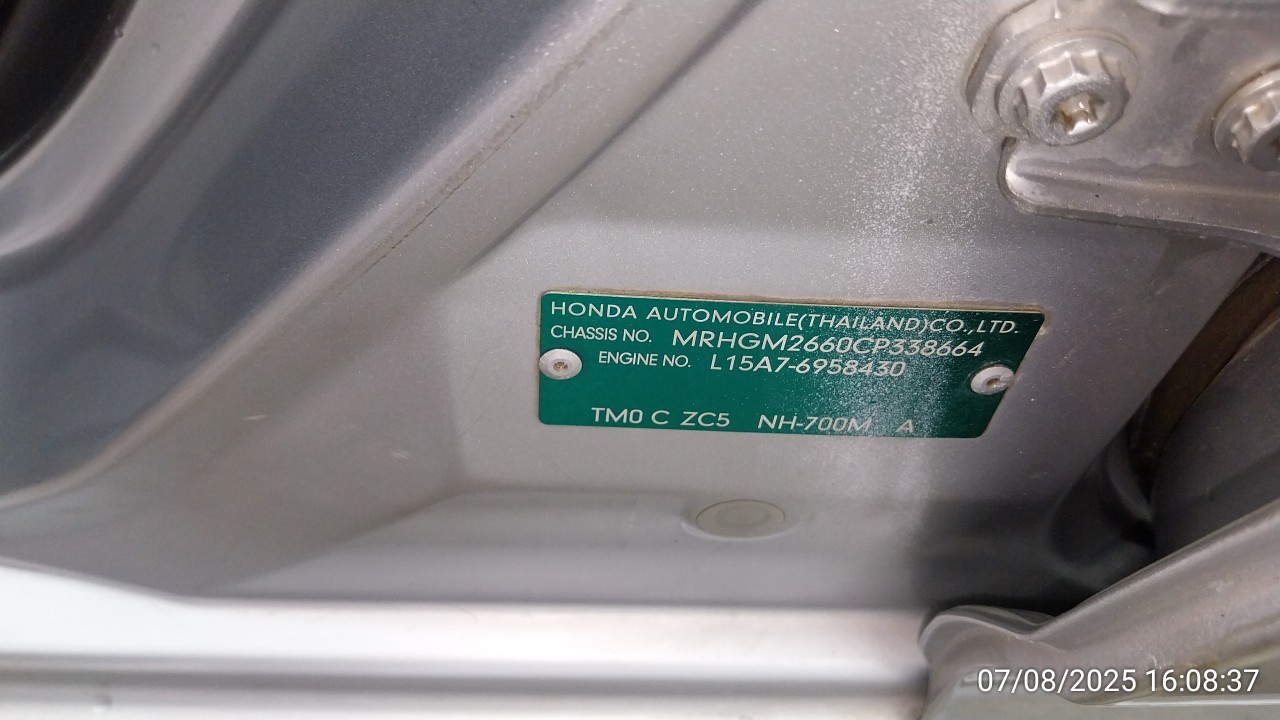 HONDA AUTOMOBILE(THAILAND)CO.,LTD.
CHASSIS NO. MRHGM2660CP338664
ENGINE NO. L15A7-6958430
TM0 C ZC5 NH-700M A
07/08/2025 16:08:37